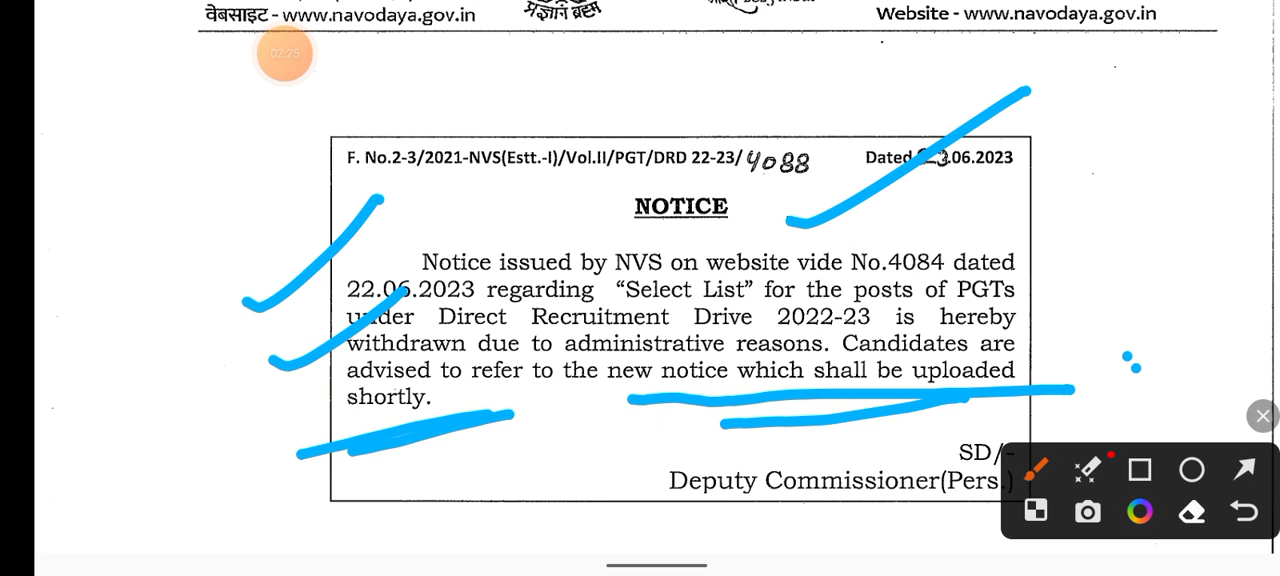 वेबसाइट - www.navodaya.gov.in
प्रज्ञानं ब्रह्म
Website - www.navodaya.gov.in
02:25
F. No.2-3/2021-NVS(Estt.-I)/Vol.II/PGT/DRD 22-23/4088 Dated .06.2023
NOTICE
Notice issued by NVS on website vide No.4084 dated
22.06.2023 regarding “Select List” for the posts of PGTs
under Direct Recruitment Drive 2022-23 is hereby
withdrawn due to administrative reasons. Candidates are
advised to refer to the new notice which shall be uploaded
shortly.
SD/-
Deputy Commissioner(Pers.)